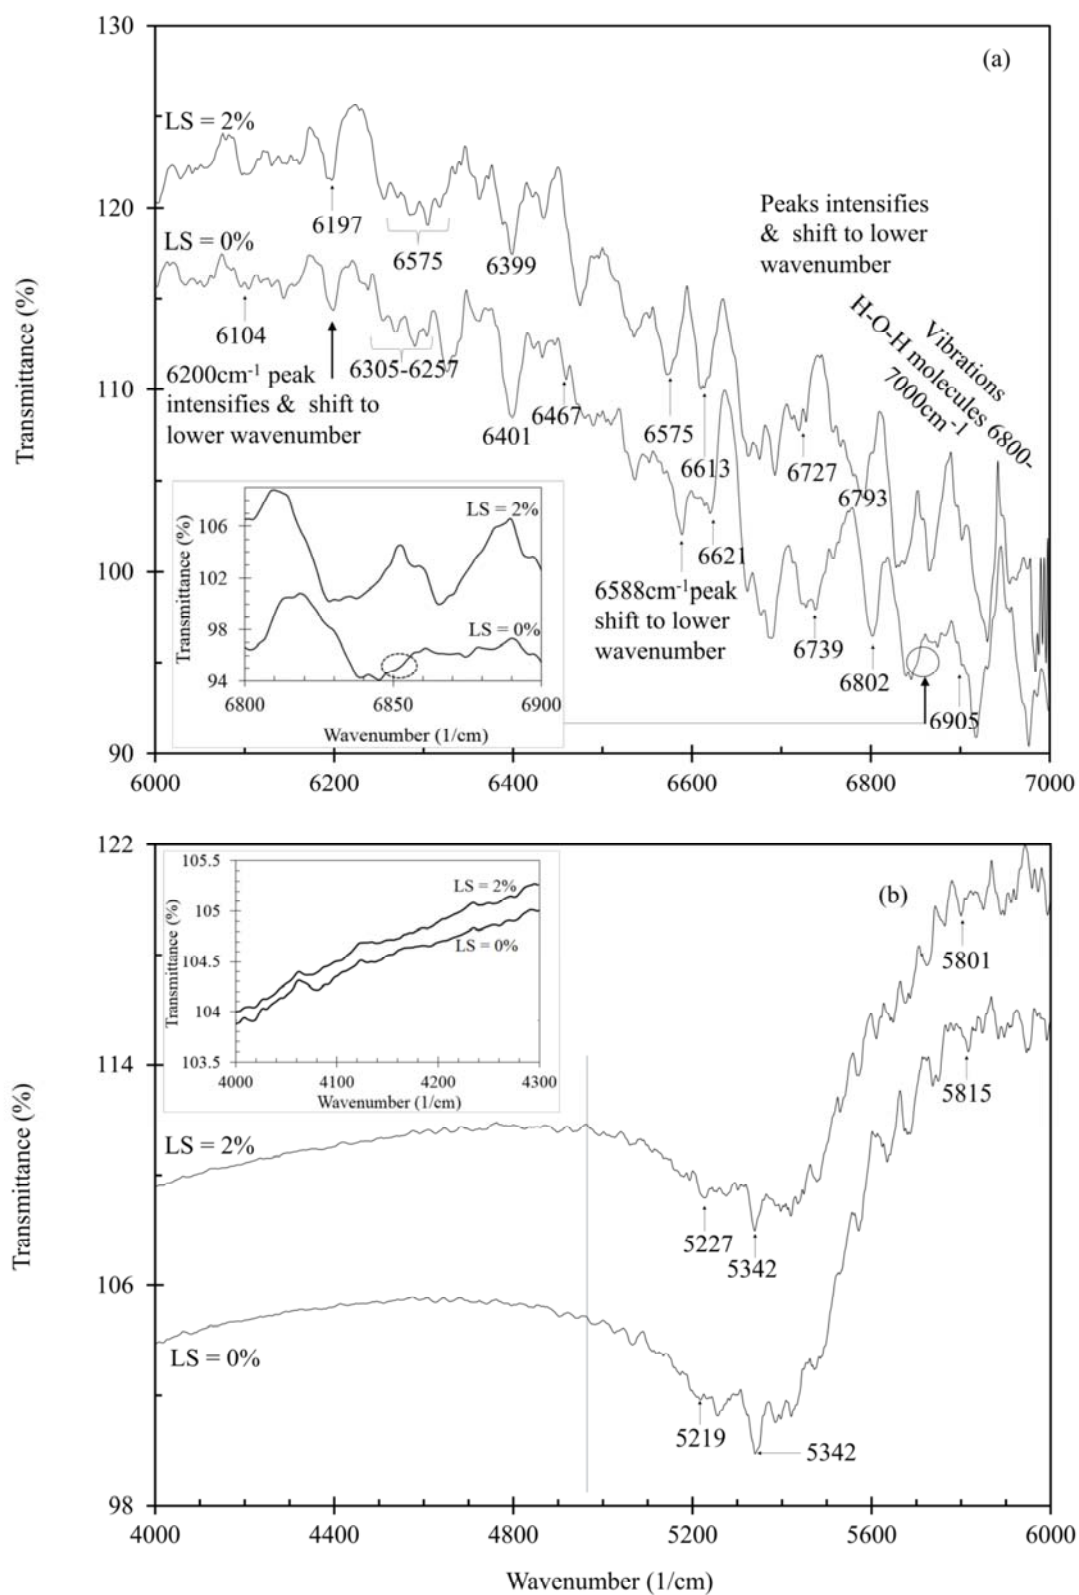 (a)
130
125
120
115
110
105
100
95
90
Transmittance (%)
LS = 2%
LS = 0%
6197
6575
6399
6104
6305-6257
6200cm-1 peak
intensifies & shift to
lower wavenumber
6401
6467
6575
6613
6621
6588cm-1peak
shift to lower
wavenumber
Peaks intensifies
& shift to lower
wavenumber
Vibrations
H-O-H molecules 6800-
7000cm-1
6727
6793
6739
6802
6905
106
102
98
94
Transmittance (%)
LS = 2%
LS = 0%
6800
6850
6900
Wavenumber (1/cm)
6000
6200
6400
6600
6800
7000
(b)
122
114
106
98
Transmittance (%)
105.5
105
104.5
104
103.5
Transmittance (%)
LS = 2%
LS = 0%
4000
4100
4200
4300
Wavenumber (1/cm)
LS = 2%
LS = 0%
5801
5815
5227
5342
5219
5342
4000
4400
4800
5200
5600
6000
Wavenumber (1/cm)